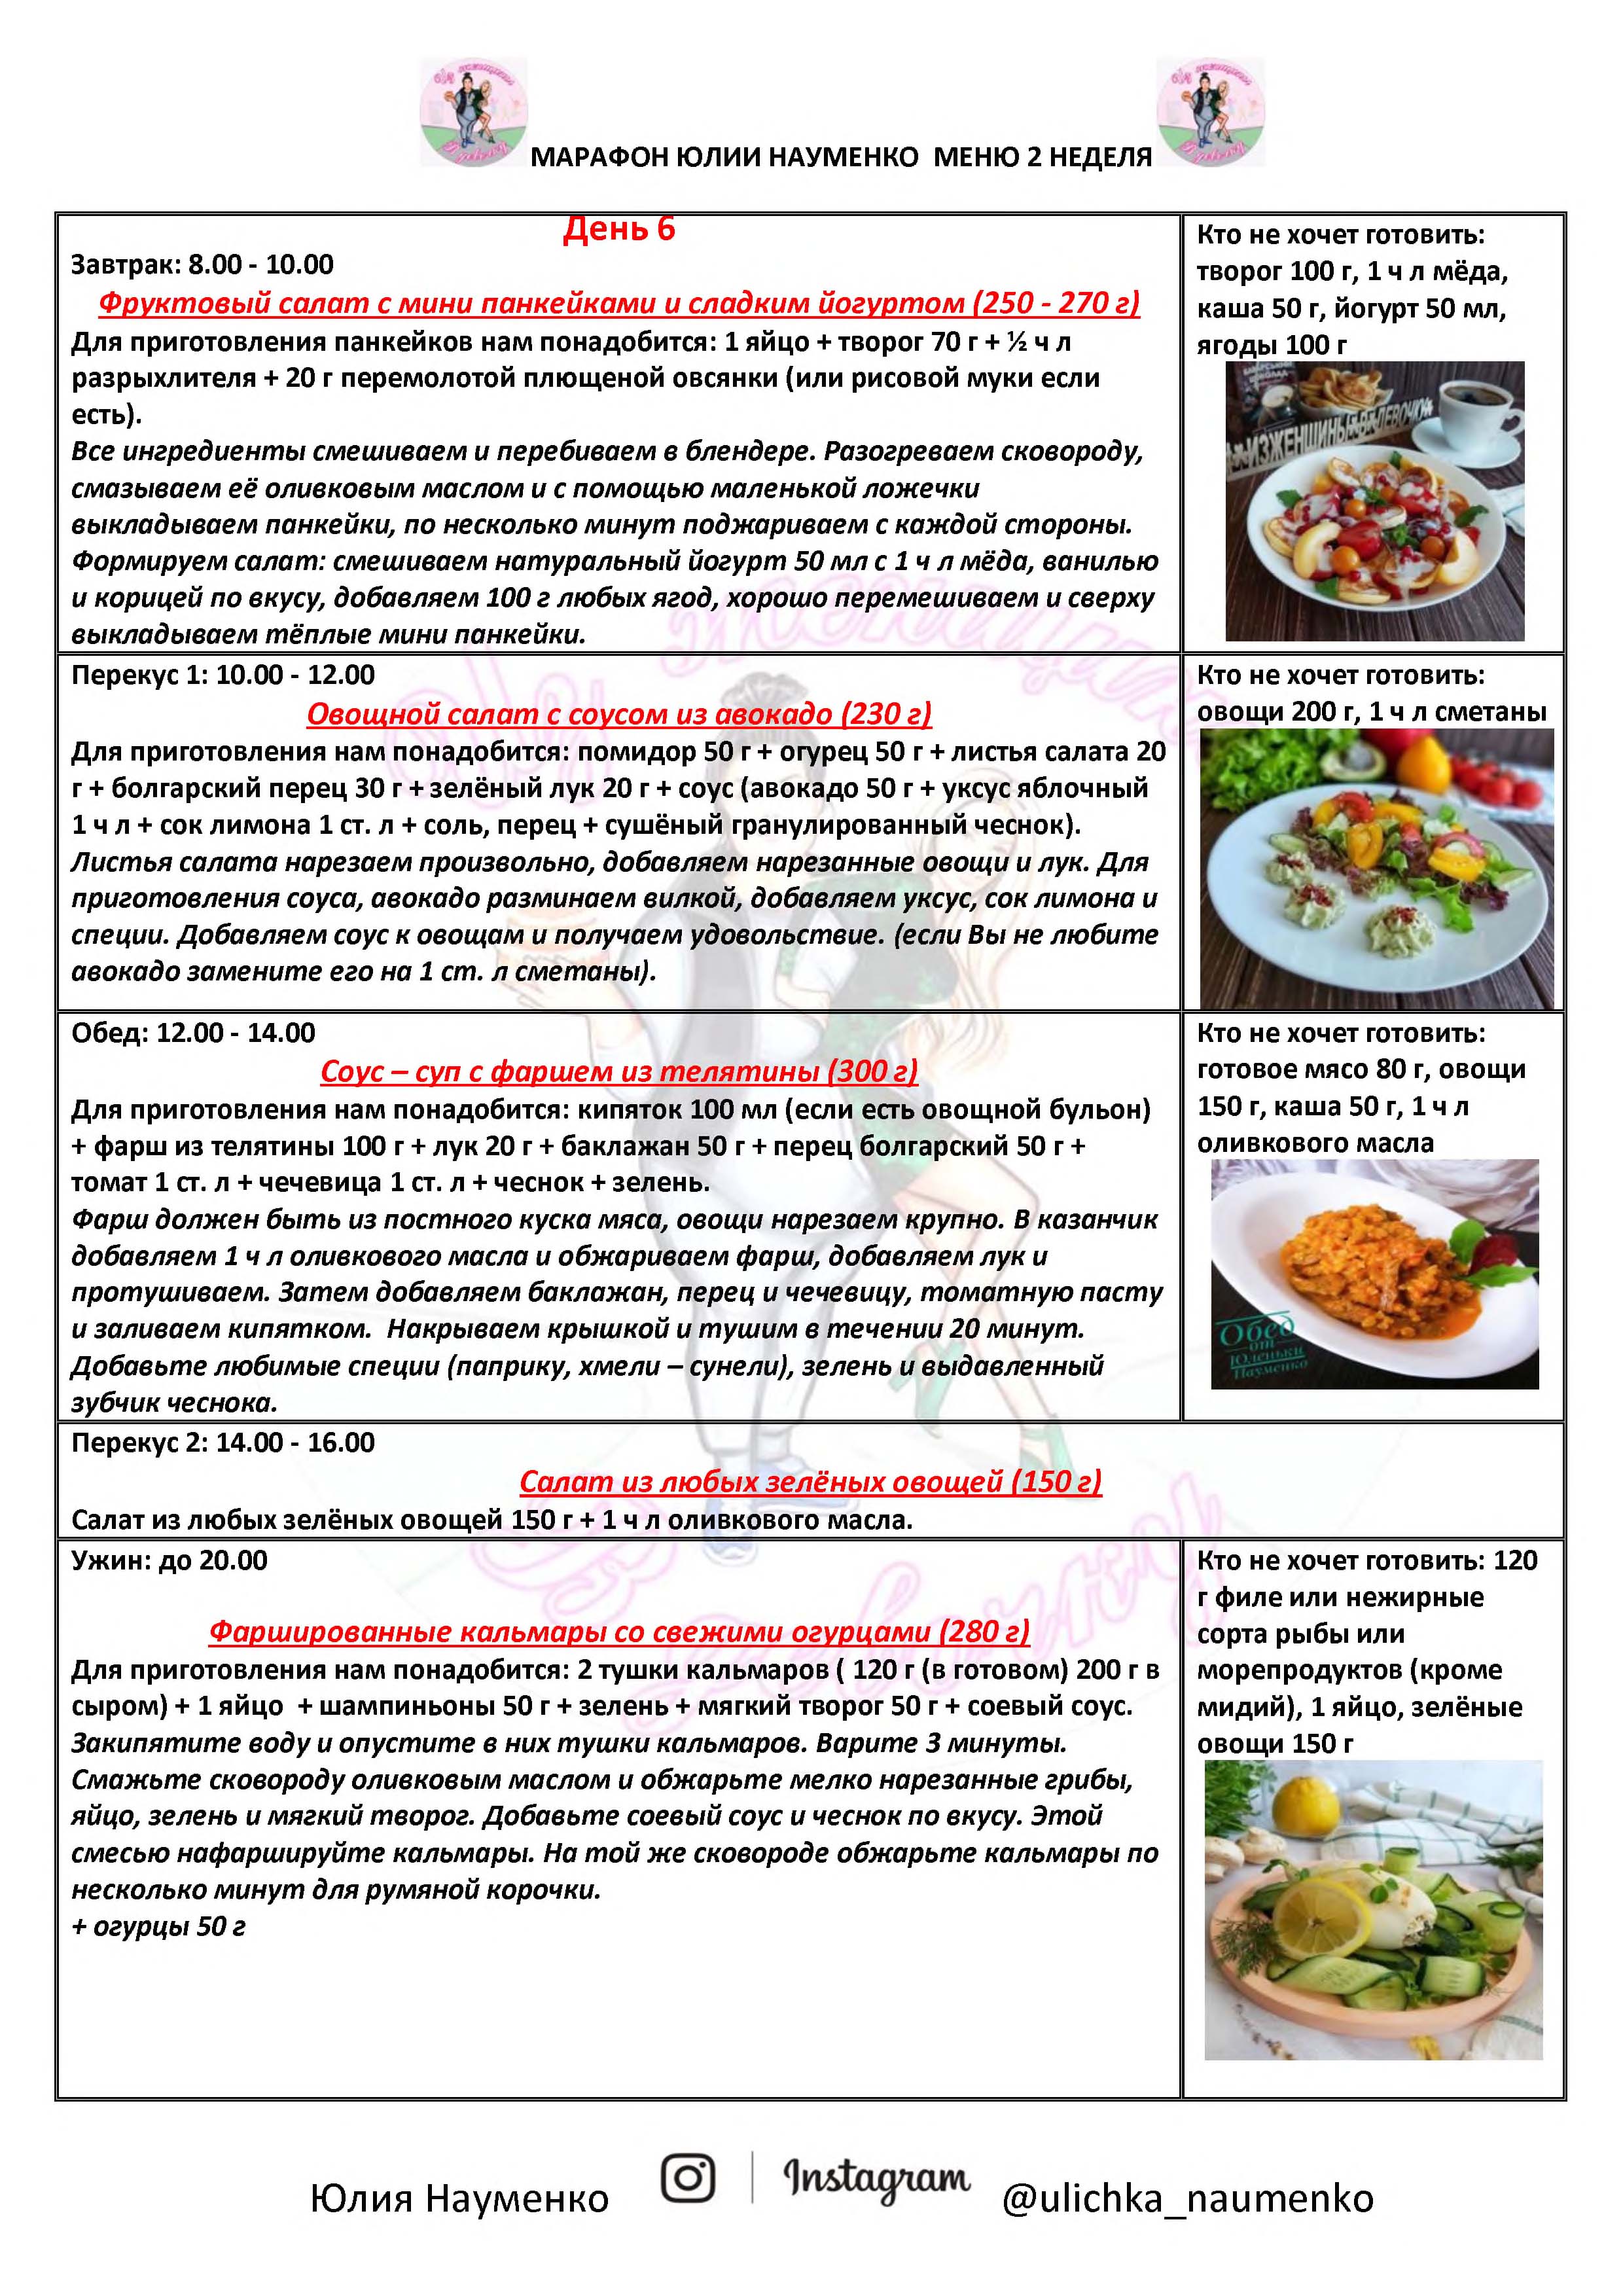 МАРАФОН ЮЛИИ НАУМЕНКО  МЕНЮ 2 НЕДЕЛЯ
День 6
Завтрак: 8.00 - 10.00
Фруктовый салат с мини панкейками и сладким йогуртом (250 - 270 г)
Для приготовления панкейков нам понадобится: 1 яйцо + творог 70 г + ½ ч л
разрыхлителя + 20 г перемолотой плющеной овсянки (или рисовой муки если
есть).
Все ингредиенты смешиваем и перебиваем в блендере. Разогреваем сковороду,
смазываем её оливковым маслом и с помощью маленькой ложечки
выкладываем панкейки, по несколько минут поджариваем с каждой стороны.
Формируем салат: смешиваем натуральный йогурт 50 мл с 1 ч л мёда, ванилью
и корицей по вкусу, добавляем 100 г любых ягод, хорошо перемешиваем и сверху
выкладываем тёплые мини панкейки.
Кто не хочет готовить:
творог 100 г, 1 ч л мёда,
каша 50 г, йогурт 50 мл,
ягоды 100 г
Перекус 1: 10.00 - 12.00
Овощной салат с соусом из авокадо (230 г)
Для приготовления нам понадобится: помидор 50 г + огурец 50 г + листья салата 20
г + болгарский перец 30 г + зелёный лук 20 г + соус (авокадо 50 г + уксус яблочный
1 ч л + сок лимона 1 ст. л + соль, перец + сушёный гранулированный чеснок).
Листья салата нарезаем произвольно, добавляем нарезанные овощи и лук. Для
приготовления соуса, авокадо разминаем вилкой, добавляем уксус, сок лимона и
специи. Добавляем соус к овощам и получаем удовольствие. (если Вы не любите
авокадо замените его на 1 ст. л сметаны).
Кто не хочет готовить:
овощи 200 г, 1 ч л сметаны
Обед: 12.00 - 14.00
Соус – суп с фаршем из телятины (300 г)
Для приготовления нам понадобится: кипяток 100 мл (если есть овощной бульон)
+ фарш из телятины 100 г + лук 20 г + баклажан 50 г + перец болгарский 50 г +
томат 1 ст. л + чечевица 1 ст. л + чеснок + зелень.
Фарш должен быть из постного куска мяса, овощи нарезаем крупно. В казанчик
добавляем 1 ч л оливкового масла и обжариваем фарш, добавляем лук и
протушиваем. Затем добавляем баклажан, перец и чечевицу, томатную пасту
и заливаем кипятком.  Накрываем крышкой и тушим в течении 20 минут.
Добавьте любимые специи (паприку, хмели – сунели), зелень и выдавленный
зубчик чеснока.
Кто не хочет готовить:
готовое мясо 80 г, овощи
150 г, каша 50 г, 1 ч л
оливкового масла
Обед
от
Юленьки
Науменко
Перекус 2: 14.00 - 16.00
Салат из любых зелёных овощей (150 г)
Салат из любых зелёных овощей 150 г + 1 ч л оливкового масла.
Ужин: до 20.00
Фаршированные кальмары со свежими огурцами (280 г)
Для приготовления нам понадобится: 2 тушки кальмаров ( 120 г (в готовом) 200 г в
сыром) + 1 яйцо  + шампиньоны 50 г + зелень + мягкий творог 50 г + соевый соус.
Закипятите воду и опустите в них тушки кальмаров. Варите 3 минуты.
Смажьте сковороду оливковым маслом и обжарьте мелко нарезанные грибы,
яйцо, зелень и мягкий творог. Добавьте соевый соус и чеснок по вкусу. Этой
смесью нафаршируйте кальмары. На той же сковороде обжарьте кальмары по
несколько минут для румяной корочки.
+ огурцы 50 г
Кто не хочет готовить: 120
г филе или нежирные
сорта рыбы или
морепродуктов (кроме
мидий), 1 яйцо, зелёные
овощи 150 г
Юлия Науменко
Instagram
@ulichka_naumenko